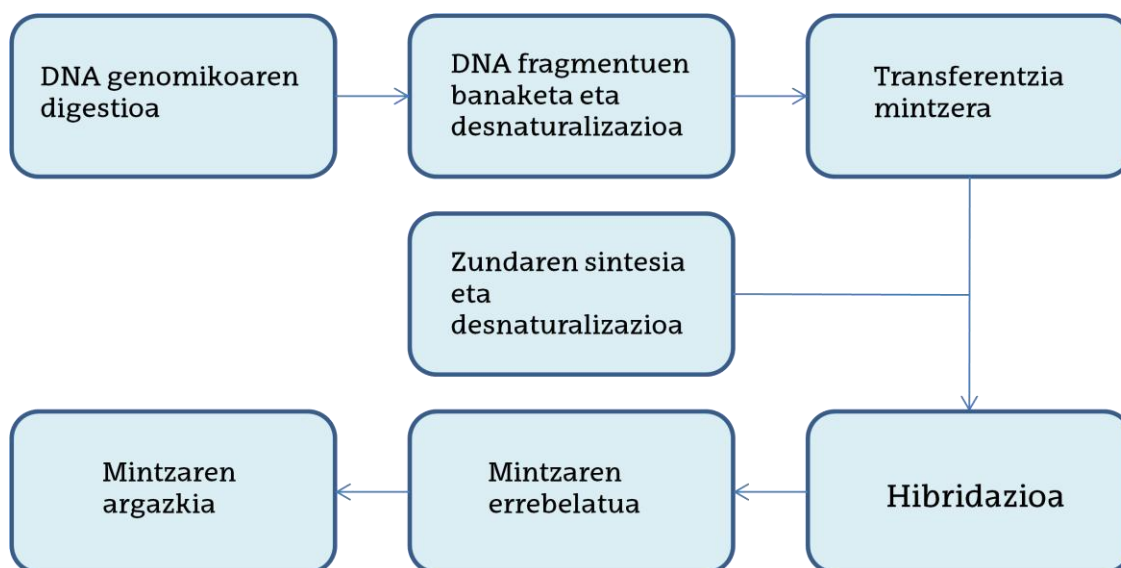 DNA genomikoaren
digestioa
DNA fragmentuen
banaketa eta
desnaturalizazioa
Transferentzia
mintzera
Zundaren sintesia
eta
desnaturalizazioa
Hibridazioa
Mintzaren
errebelatua
Mintzaren
argazkia